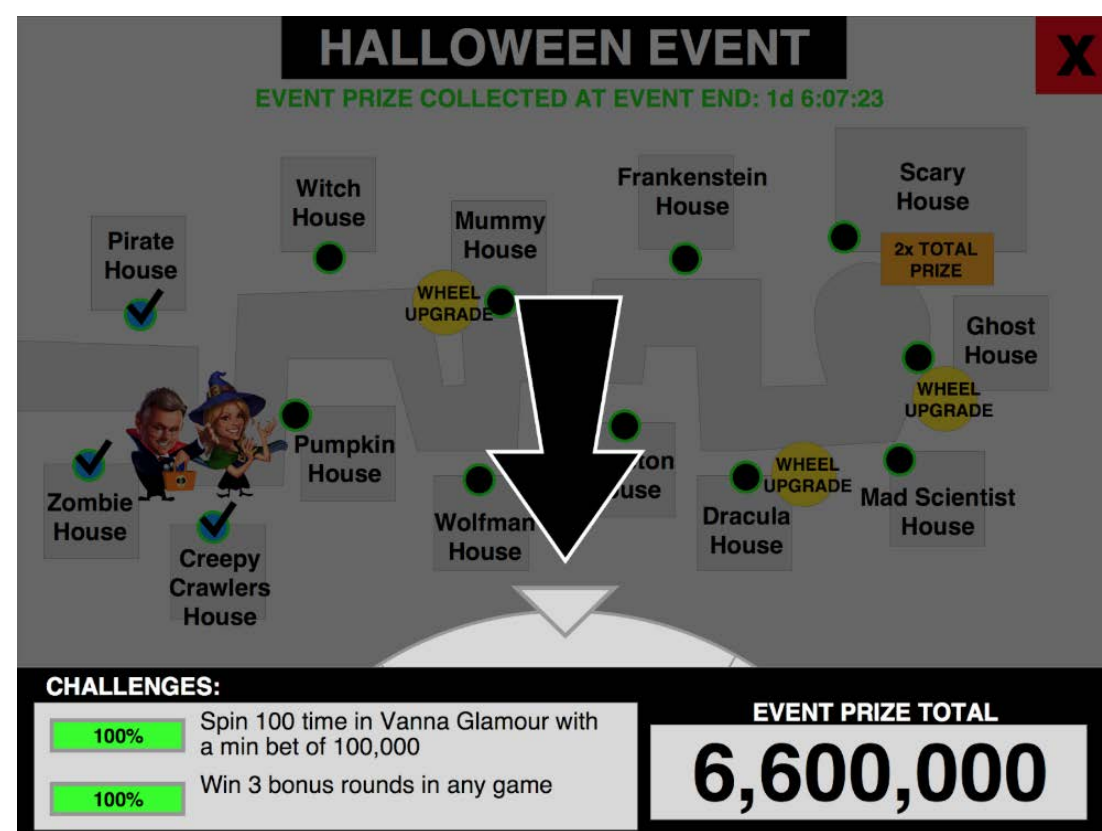 HALLOWEEN EVENT
X
EVENT PRIZE COLLECTED AT EVENT END: 1d 6:07:23
Witch
House
Mummy
House
Frankenstein
House
Scary
House
2x TOTAL
PRIZE
Pirate
House
WHEEL
UPGRADE
Ghost
House
WHEEL
UPGRADE
Zombie
House
Creepy
Crawlers
House
Pumpkin
House
Wolfman
House
Dracula
House
WHEEL
UPGRADE
Mad Scientist
House
CHALLENGES:
100%
Spin 100 time in Vanna Glamour with
a min bet of 100,000
100%
Win 3 bonus rounds in any game
EVENT PRIZE TOTAL
6,600,000